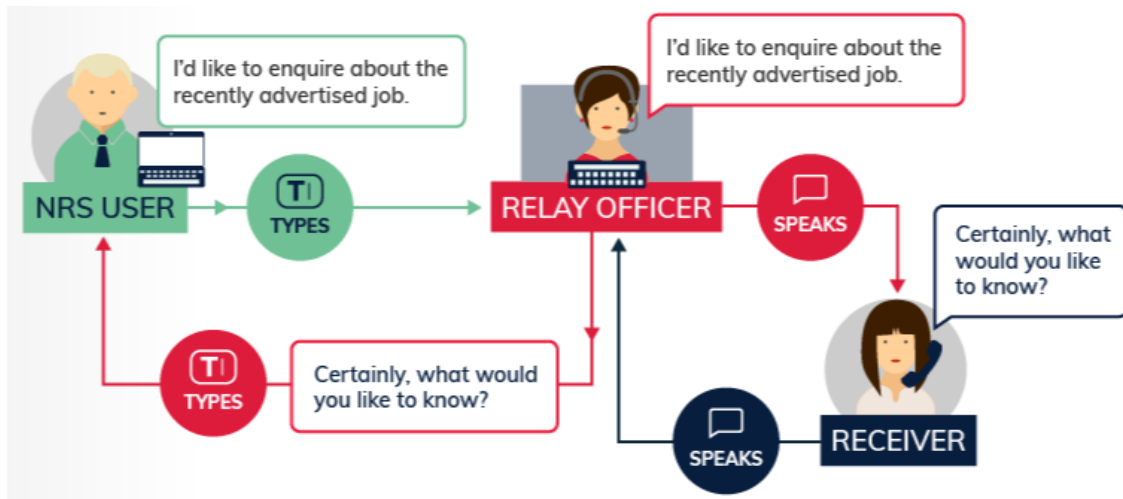 I'd like to enquire about the
recently advertised job.
I'd like to enquire about the
recently advertised job.
NRS USER
T
TYPES
RELAY OFFICER
SPEAKS
Certainly, what
would you like
to know?
T
TYPES
Certainly, what would
you like to know?
SPEAKS
RECEIVER